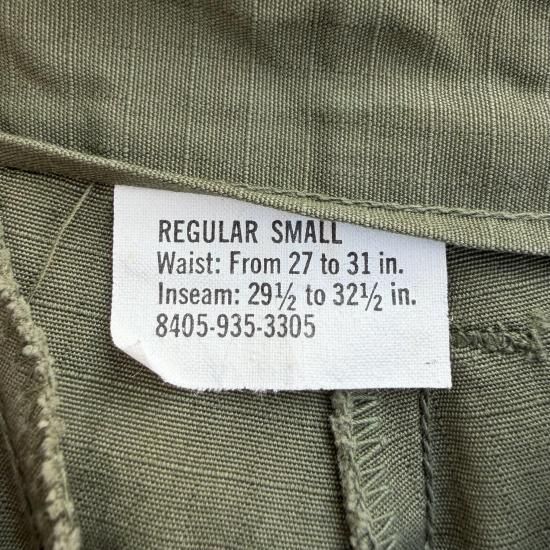 REGULAR SMALL
Waist: From 27 to 31 in.
Inseam: 29½ to 32½ in.
8405-935-3305